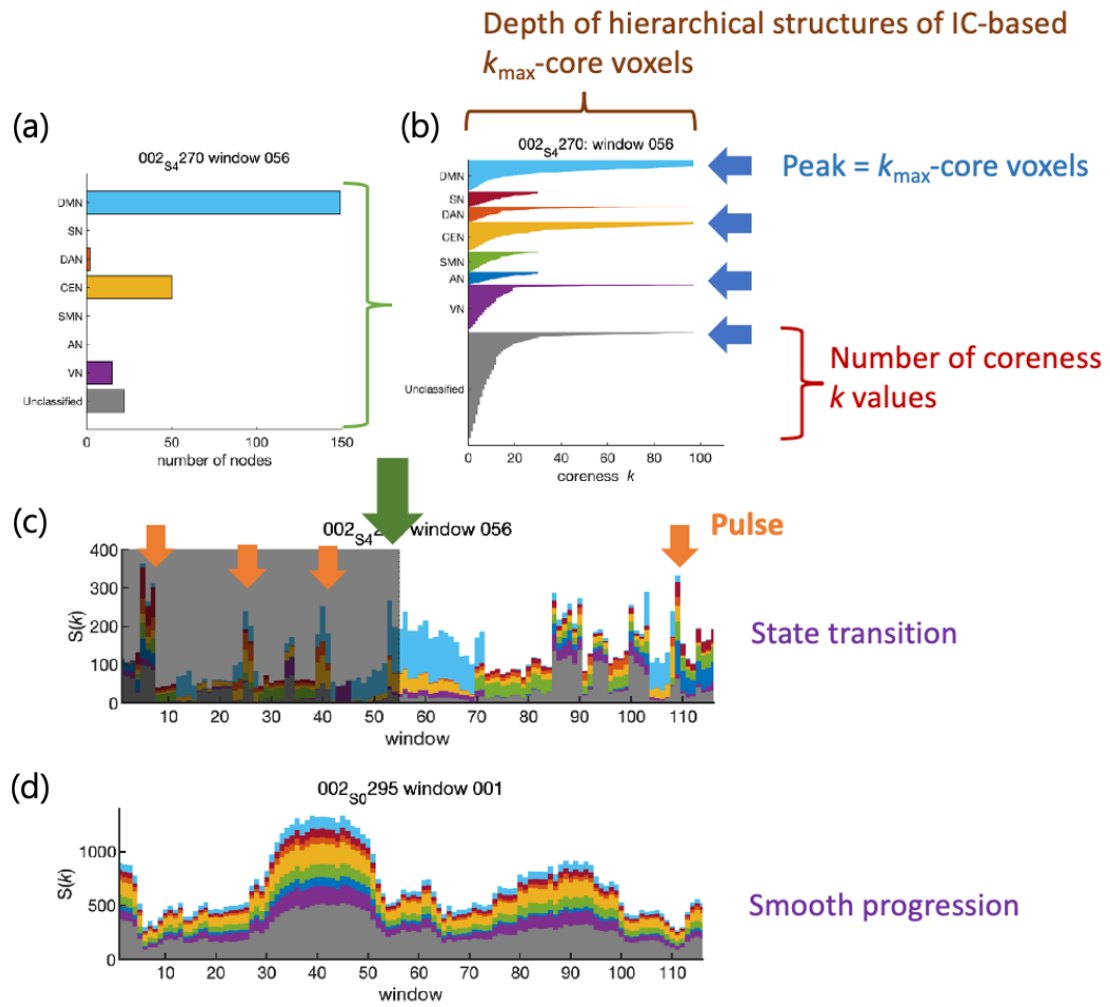 Depth of hierarchical structures of IC-based
kmax-core voxels
(a)
002S4270 window 056
DMN
SN
DAN
CEN
SMN
AN
VN
Unclassified
0 50 100 150
number of nodes
(b)
002S4270: window 056
DMN
SN
DAN
CEN
SMN
AN
VN
Unclassified
0 20 40 60 80 100
coreness k
Peak = kmax-core voxels
Number of coreness
k values
(c)
002S42 window 056
Pulse
400
300
200
100
0
S(k)
10 20 30 40 50 60 70 80 90 100 110
window
State transition
(d)
002S0295 window 001
1000
500
0
S(k)
10 20 30 40 50 60 70 80 90 100 110
window
Smooth progression